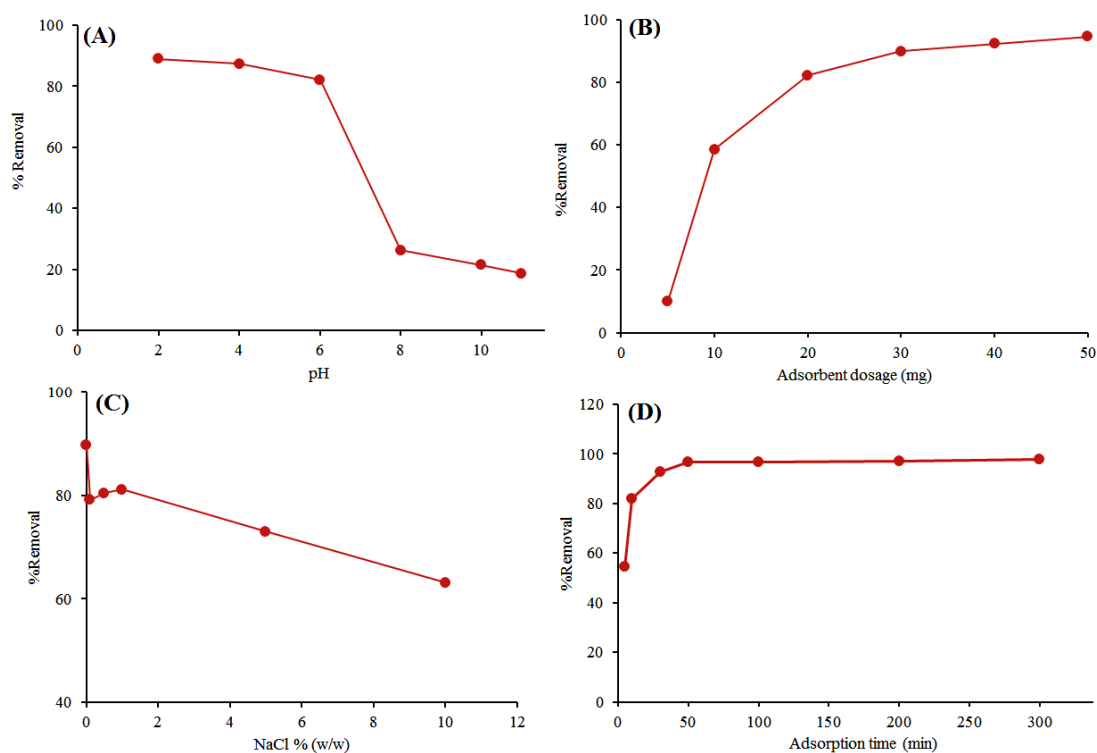 (A)
% Removal
100
80
60
40
20
0
0 2 4 6 8 10
pH
(B)
%Removal
100
80
60
40
20
0
0 10 20 30 40 50
Adsorbent dosage (mg)
(C)
%Removal
100
80
60
40
0 2 4 6 8 10 12
NaCl % (w/w)
(D)
%Removal
120
100
80
60
40
20
0
0 50 100 150 200 250 300
Adsorption time (min)